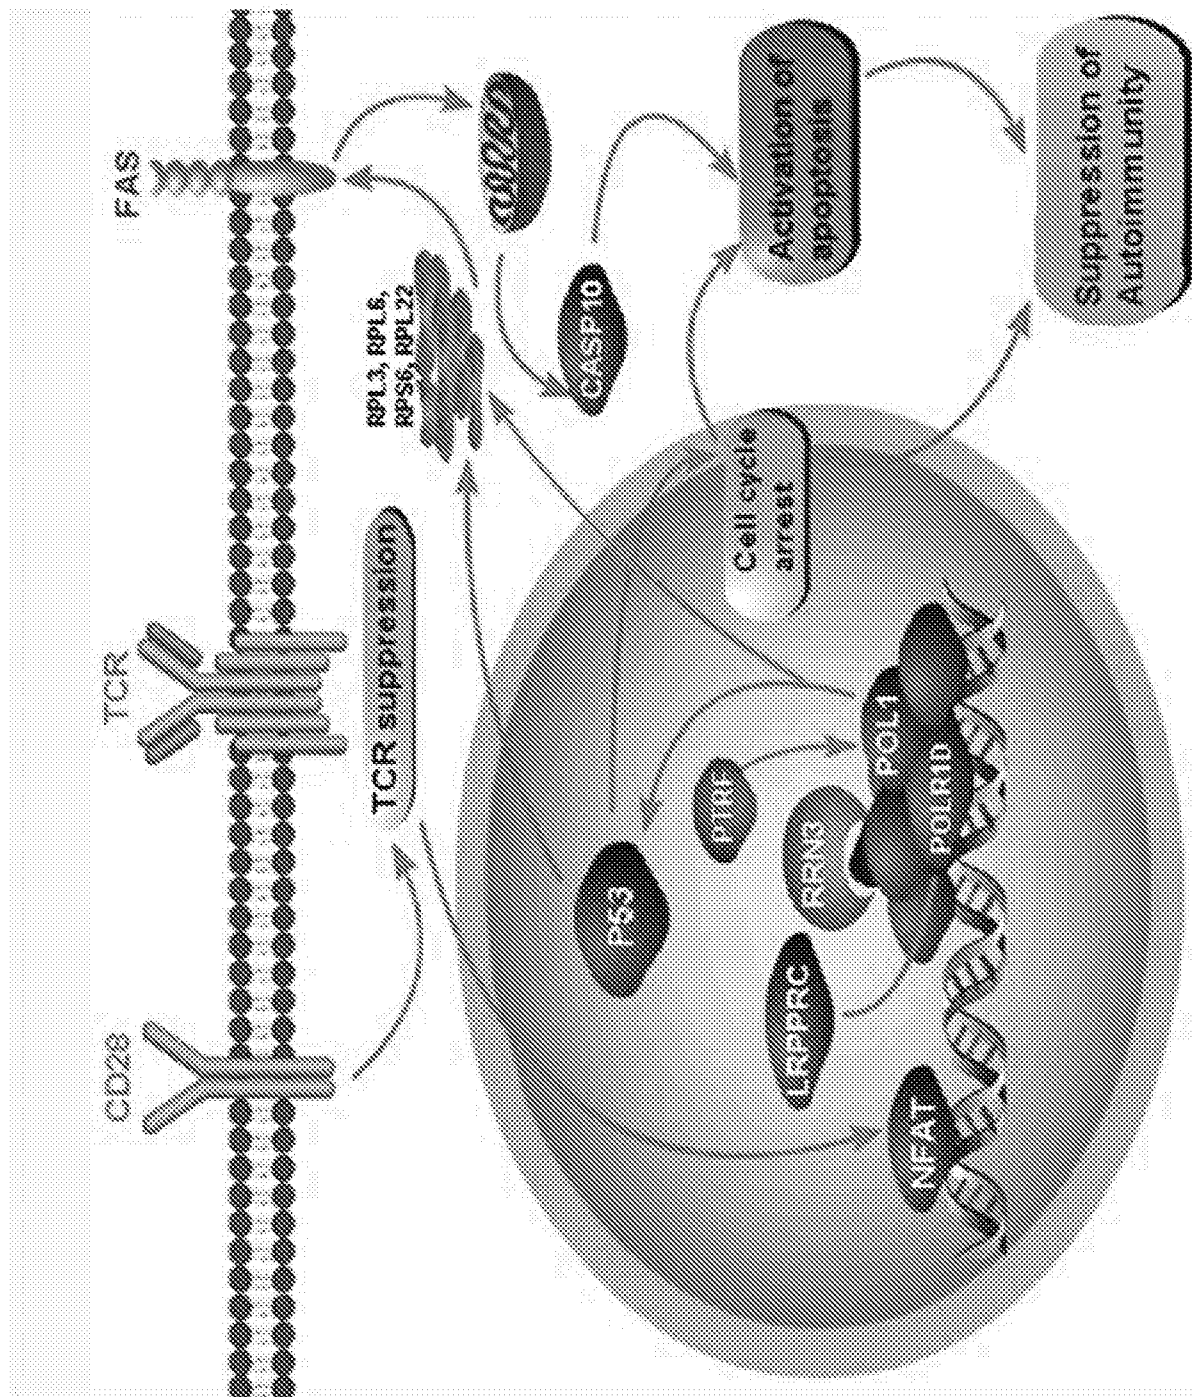 CD28
TCR
FAS
TCR suppression
RPL3, RPL6,
RPS6, RPL22
CASP10
P53
PTRF
LRPPRC
RRN3
NFAT
POL1
POLR1D
Cell cycle
arrest
Activation of
apoptosis
Suppression of
Autoimmunity